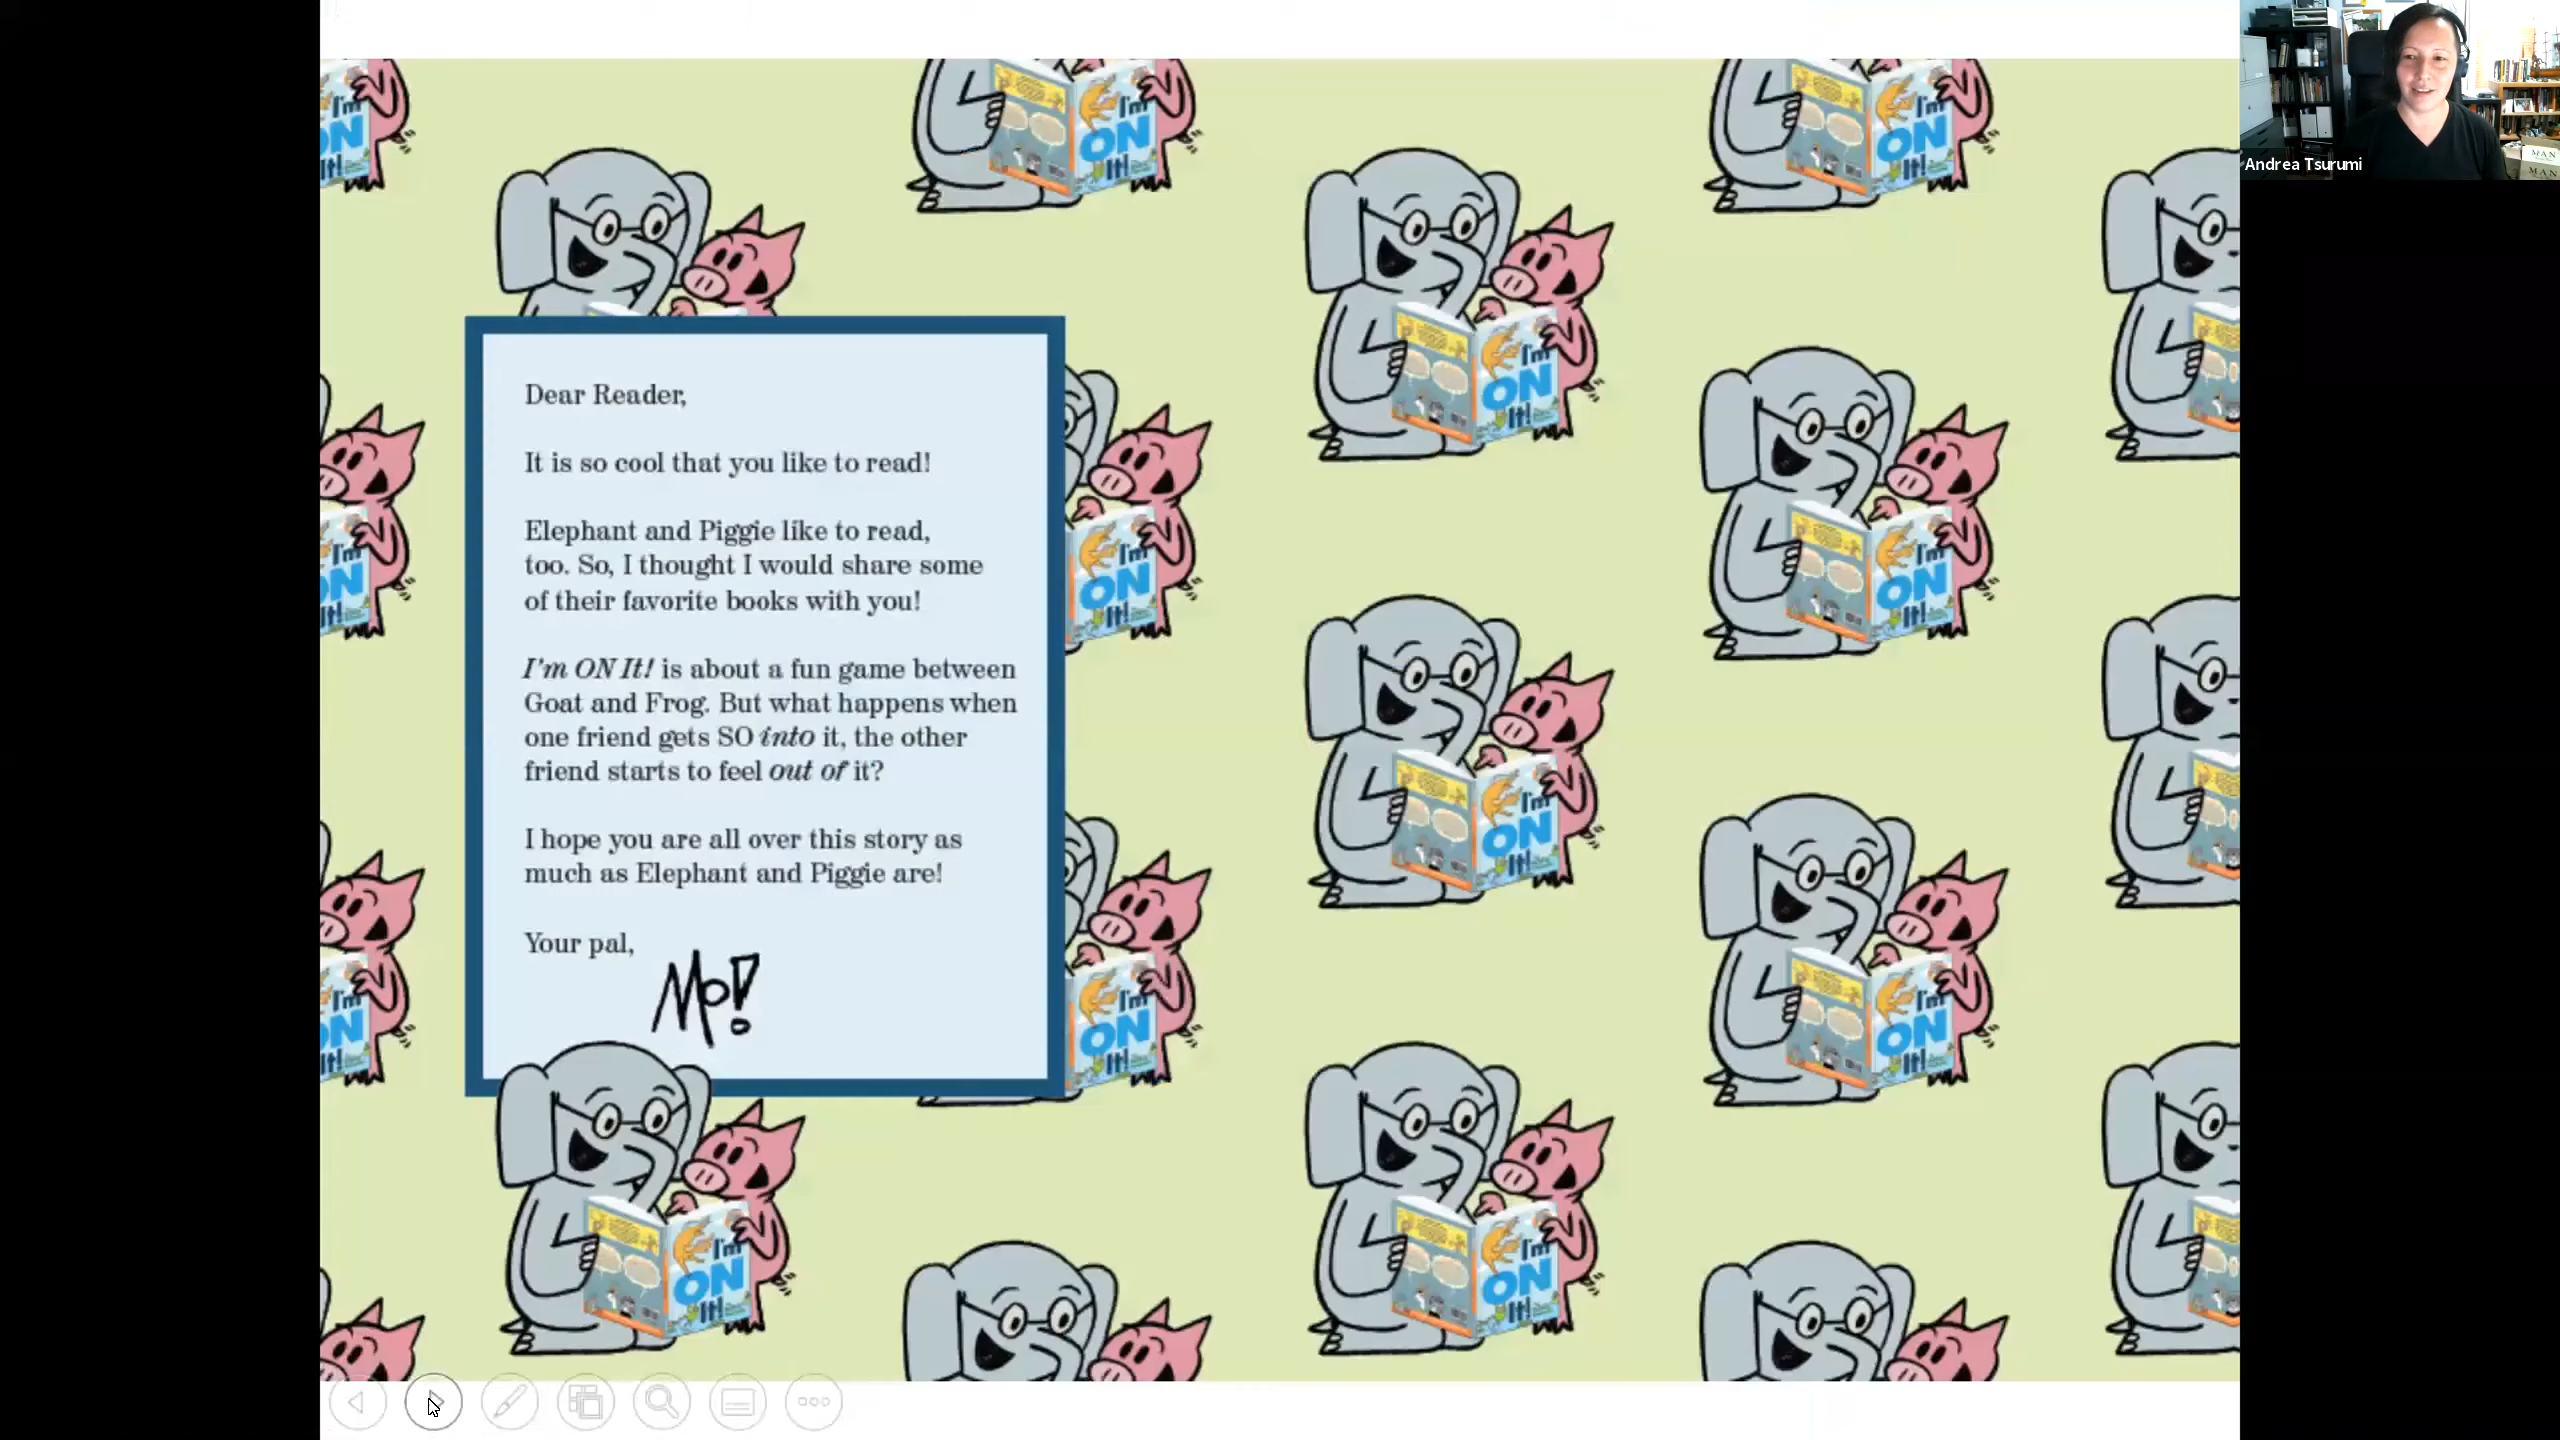 Dear Reader,
It is so cool that you like to read!
Elephant and Piggie like to read,
too. So, I thought I would share some
of their favorite books with you!
I'm ON It! is about a fun game between
Goat and Frog. But what happens when
one friend gets SO into it, the other
friend starts to feel out of it?
I hope you are all over this story as
much as Elephant and Piggie are!
Your pal,
Mo!
I'm
ON
It!
Andrea Tsurumi
MAN
MAN